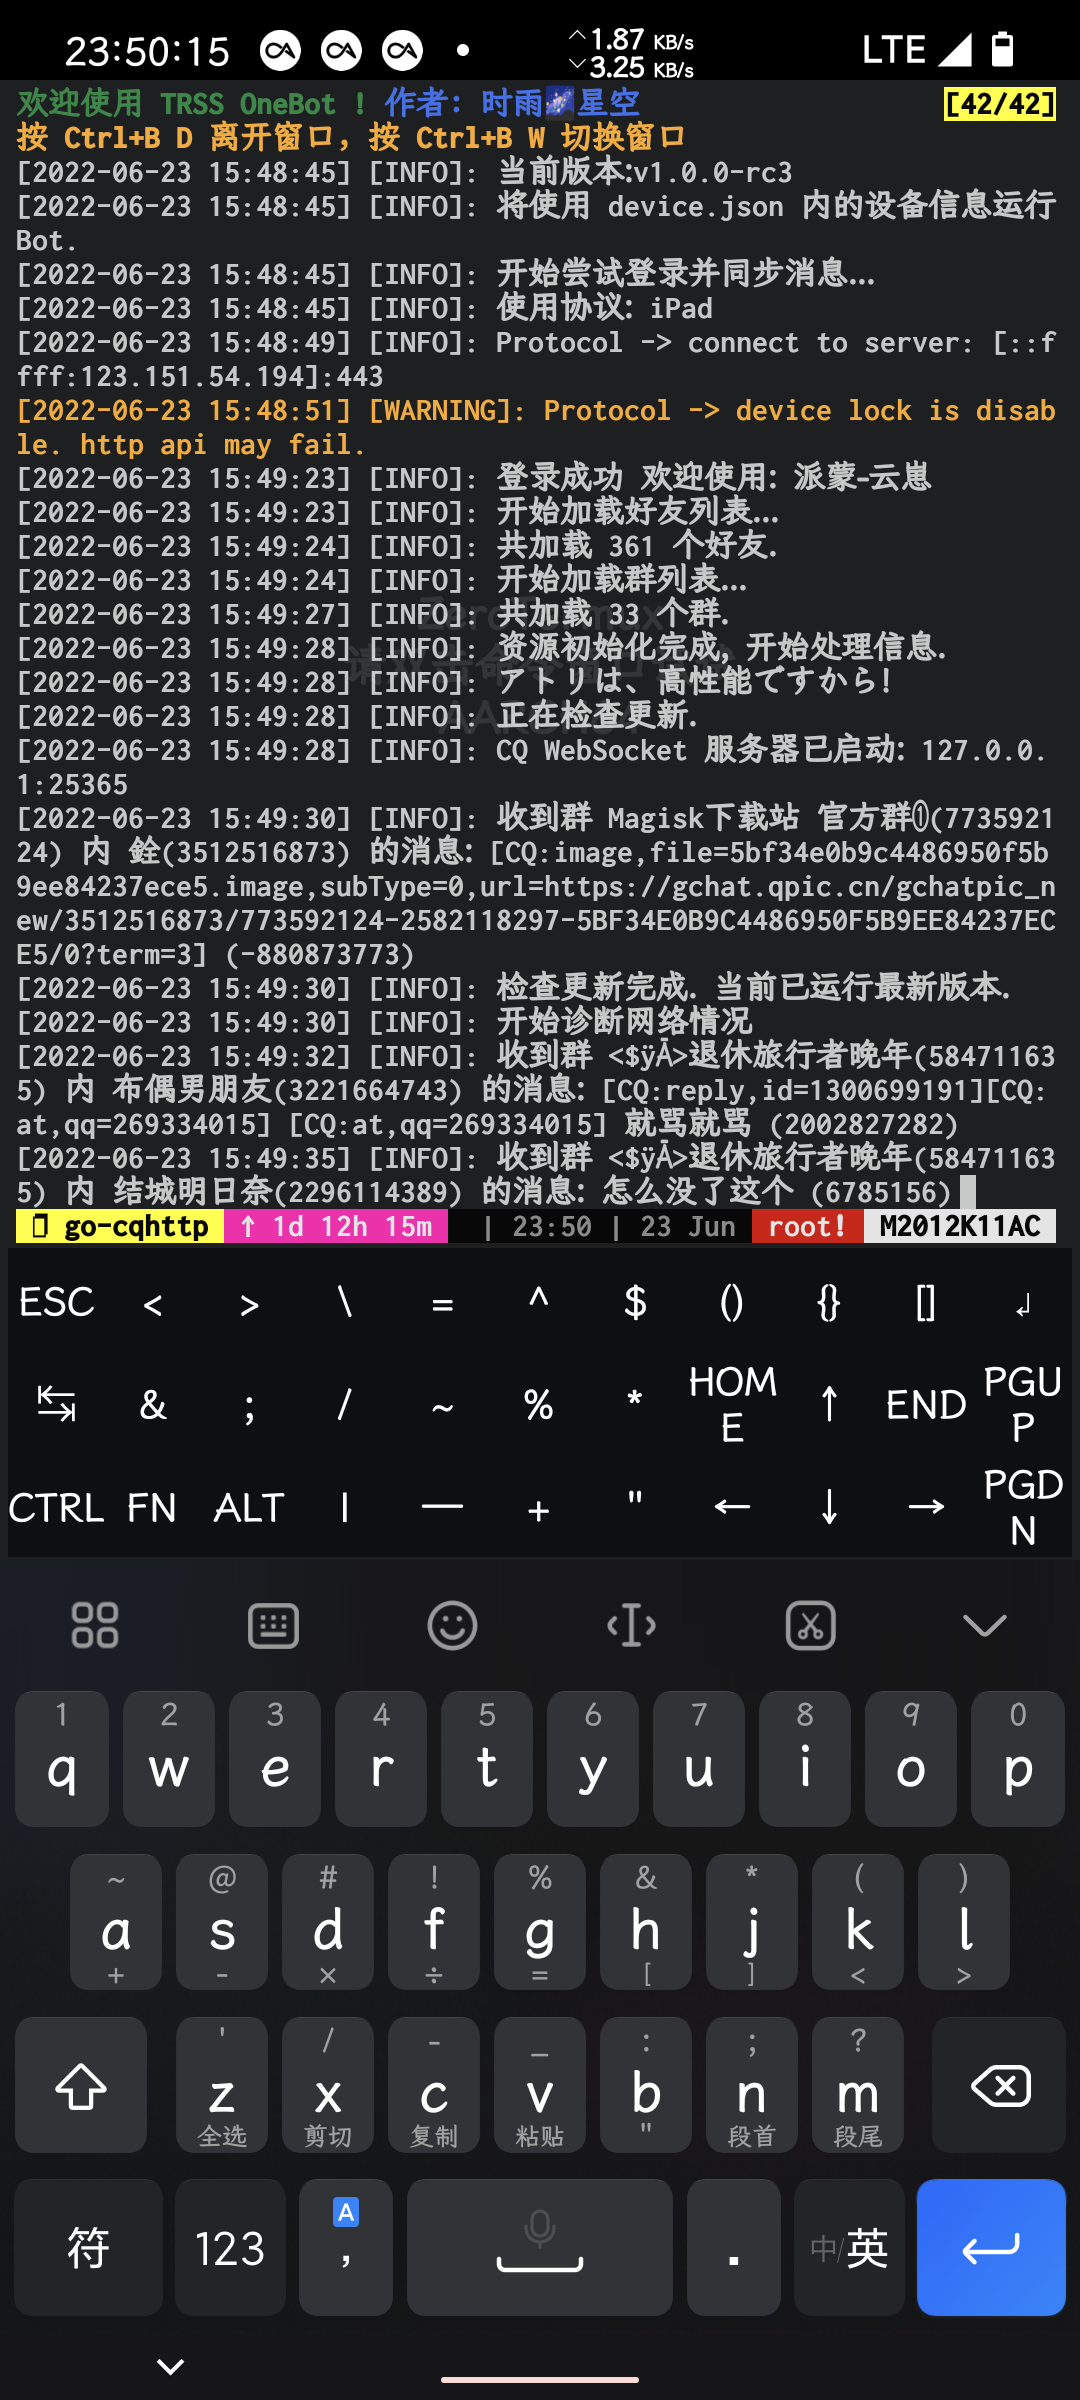 23:50:15 1.87 KB/s 3.25 KB/s LTE
欢迎使用 TRSS OneBot ! 作者: 时雨🌌星空 [42/42]
按 Ctrl+B D 离开窗口，按 Ctrl+B W 切换窗口
[2022-06-23 15:48:45] [INFO]: 当前版本:v1.0.0-rc3
[2022-06-23 15:48:45] [INFO]: 将使用 device.json 内的设备信息运行
Bot.
[2022-06-23 15:48:45] [INFO]: 开始尝试登录并同步消息...
[2022-06-23 15:48:45] [INFO]: 使用协议: iPad
[2022-06-23 15:48:49] [INFO]: Protocol -> connect to server: [::f
fff:123.151.54.194]:443
[2022-06-23 15:48:51] [WARNING]: Protocol -> device lock is disab
le. http api may fail.
[2022-06-23 15:49:23] [INFO]: 登录成功 欢迎使用: 派蒙-云崽
[2022-06-23 15:49:23] [INFO]: 开始加载好友列表...
[2022-06-23 15:49:24] [INFO]: 共加载 361 个好友.
[2022-06-23 15:49:24] [INFO]: 开始加载群列表...
[2022-06-23 15:49:27] [INFO]: 共加载 33 个群.
[2022-06-23 15:49:28] [INFO]: 资源初始化完成, 开始处理信息.
[2022-06-23 15:49:28] [INFO]: アトリは、高性能ですから!
[2022-06-23 15:49:28] [INFO]: 正在检查更新.
[2022-06-23 15:49:28] [INFO]: CQ WebSocket 服务器已启动: 127.0.0.
1:25365
[2022-06-23 15:49:30] [INFO]: 收到群 Magisk下载站 官方群①(7735921
24) 内 銓(3512516873) 的消息: [CQ:image,file=5bf34e0b9c4486950f5b
9ee84237ece5.image,subType=0,url=https://gchat.qpic.cn/gchatpic_n
ew/3512516873/773592124-2582118297-5BF34E0B9C4486950F5B9EE84237EC
E5/0?term=3] (-880873773)
[2022-06-23 15:49:30] [INFO]: 检查更新完成. 当前已运行最新版本.
[2022-06-23 15:49:30] [INFO]: 开始诊断网络情况
[2022-06-23 15:49:32] [INFO]: 收到群 <$ÿĀ>退休旅行者晚年(58471163
5) 内 布偶男朋友(3221664743) 的消息: [CQ:reply,id=1300699191][CQ:
at,qq=269334015] [CQ:at,qq=269334015] 就骂就骂 (2002827282)
[2022-06-23 15:49:35] [INFO]: 收到群 <$ÿĀ>退休旅行者晚年(58471163
5) 内 结城明日奈(2296114389) 的消息: 怎么没了这个 (6785156)
go-cqhttp ↑ 1d 12h 15m | 23:50 | 23 Jun root! M2012K11AC
ESC < > \ = ^ $ () {} [] ↲
↹ & ; / ~ % * HOME ↑ END PGUP
CTRL FN ALT | — + " ← ↓ → PGDN
1 2 3 4 5 6 7 8 9 0
q w e r t y u i o p
~ @ # ! % & * ( )
a s d f g h j k l
+ - × ÷ = [ ] < >
' / - _ : ; ?
z x c v b n m
全选 剪切 复制 粘贴 " 段首 段尾
符 123 A , . 中/英